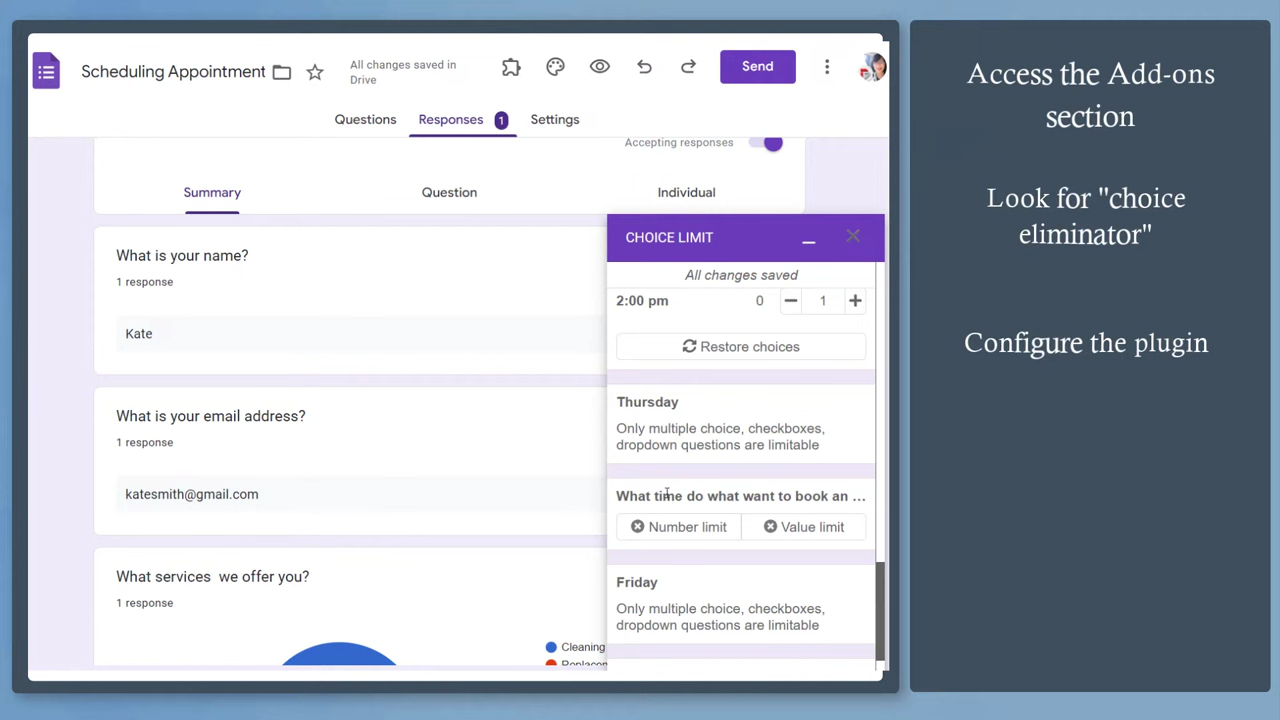 Scheduling Appointment
All changes saved in
Drive
Send
Questions
Responses 1
Settings
Accepting responses
Summary
Question
Individual
What is your name?
1 response
Kate
What is your email address?
1 response
katesmith@gmail.com
What services we offer you?
1 response
Cleaning
CHOICE LIMIT
All changes saved
2:00 pm 0 1
Restore choices
Thursday
Only multiple choice, checkboxes,
dropdown questions are limitable
What time do what want to book an ...
Number limit
Value limit
Friday
Only multiple choice, checkboxes,
dropdown questions are limitable
Access the Add-ons
section
Look for "choice
eliminator"
Configure the plugin